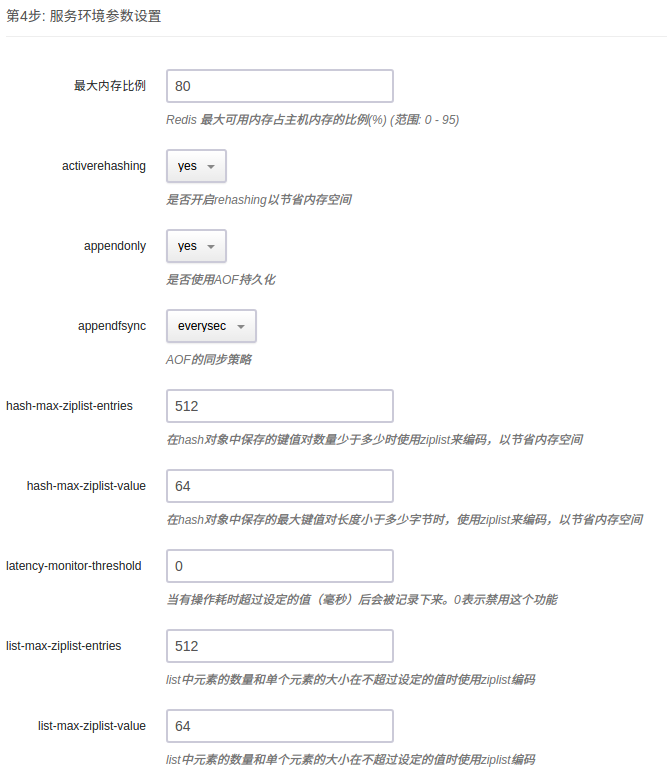 第4步: 服务环境参数设置
最大内存比例
80
Redis 最大可用内存占主机内存的比例(%) (范围: 0 - 95)
activerehashing
yes
是否开启rehashing以节省内存空间
appendonly
yes
是否使用AOF持久化
appendfsync
everysec
AOF的同步策略
hash-max-ziplist-entries
512
在hash对象中保存的键值对数量少于多少时使用ziplist来编码，以节省内存空间
hash-max-ziplist-value
64
在hash对象中保存的最大键值对长度小于多少字节时，使用ziplist来编码，以节省内存空间
latency-monitor-threshold
0
当有操作耗时超过设定的值（毫秒）后会被记录下来。0表示禁用这个功能
list-max-ziplist-entries
512
list中元素的数量和单个元素的大小在不超过设定的值时使用ziplist编码
list-max-ziplist-value
64
list中元素的数量和单个元素的大小在不超过设定的值时使用ziplist编码